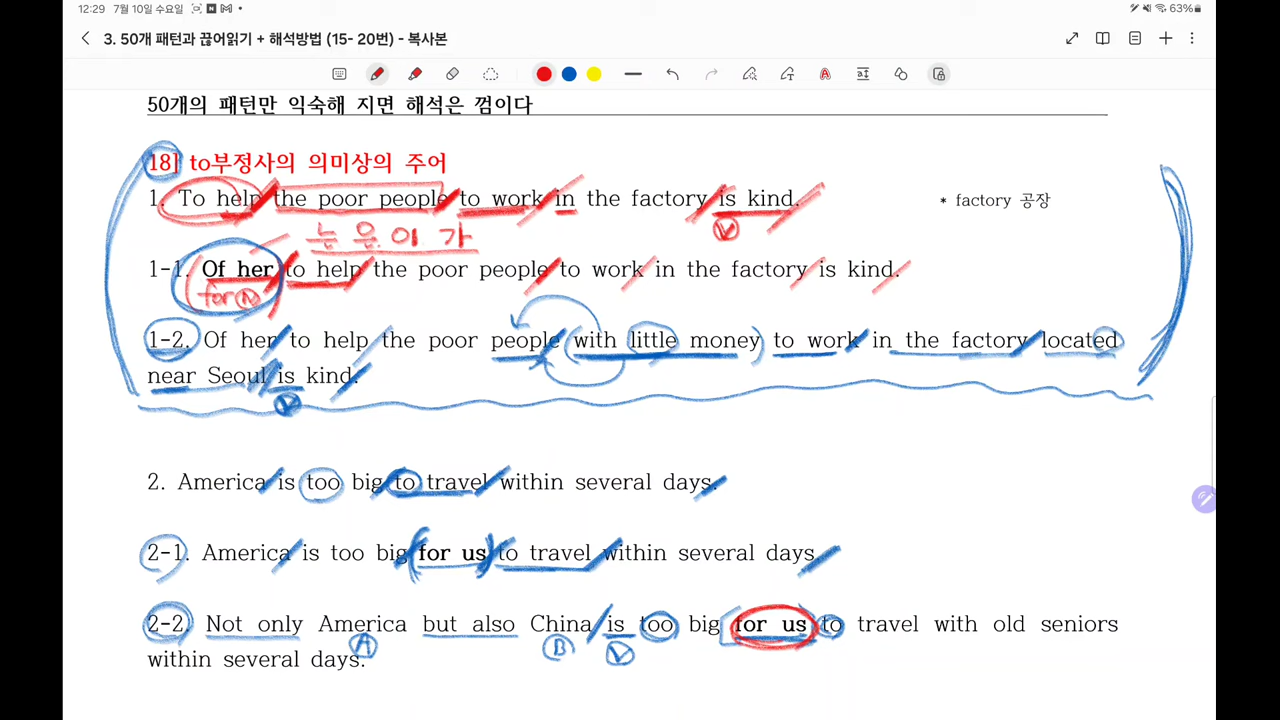 12:29 7월 10일 수요일 63%
3. 50개 패턴과 끊어읽기 + 해석방법 (15- 20번) - 복사본
50개의 패턴만 익숙해 지면 해석은 껌이다
18] to부정사의 의미상의 주어
1. To help the poor people to work in the factory is kind. * factory 공장
V
는 은 이 가
1-1. Of her to help the poor people to work in the factory is kind.
for N
1-2. Of her to help the poor people (with little money) to work in the factory located
near Seoul is kind.
V
2. America is too big to travel within several days.
2-1. America is too big (for us) to travel within several days.
2-2. Not only America but also China is too big for us to travel with old seniors
A B V
within several days.